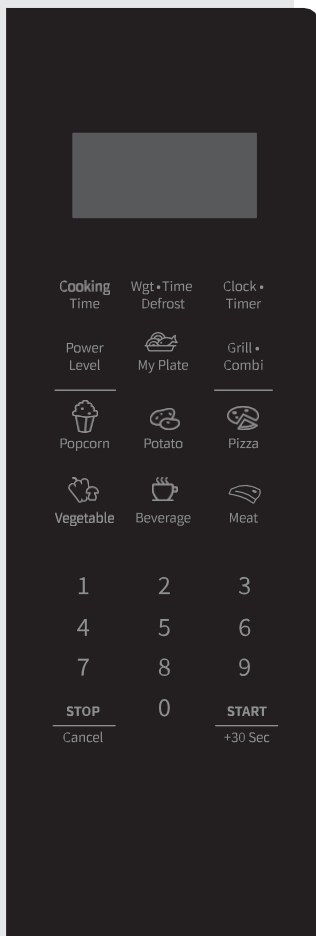 Cooking Wgt•Time Clock•
Time Defrost Timer
Power Grill•
Level My Plate Combi
Popcorn Potato Pizza
Vegetable Beverage Meat
1 2 3
4 5 6
7 8 9
STOP 0 START
Cancel +30 Sec